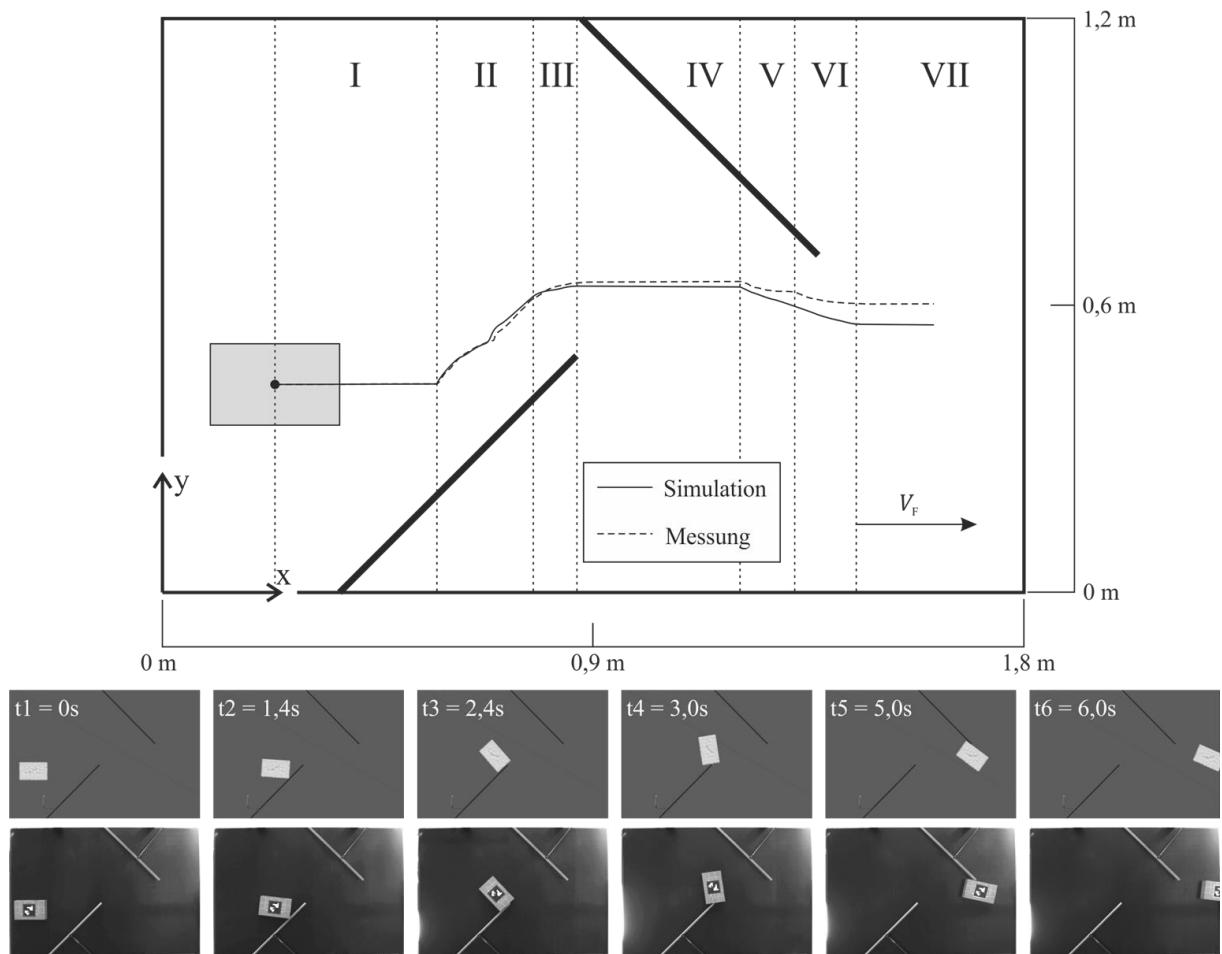 1,2 m
I II III IV V VI VII
0,6 m
y
Simulation
Messung
V_F
x
0 m
0 m 0,9 m 1,8 m
t1 = 0s t2 = 1,4s t3 = 2,4s t4 = 3,0s t5 = 5,0s t6 = 6,0s